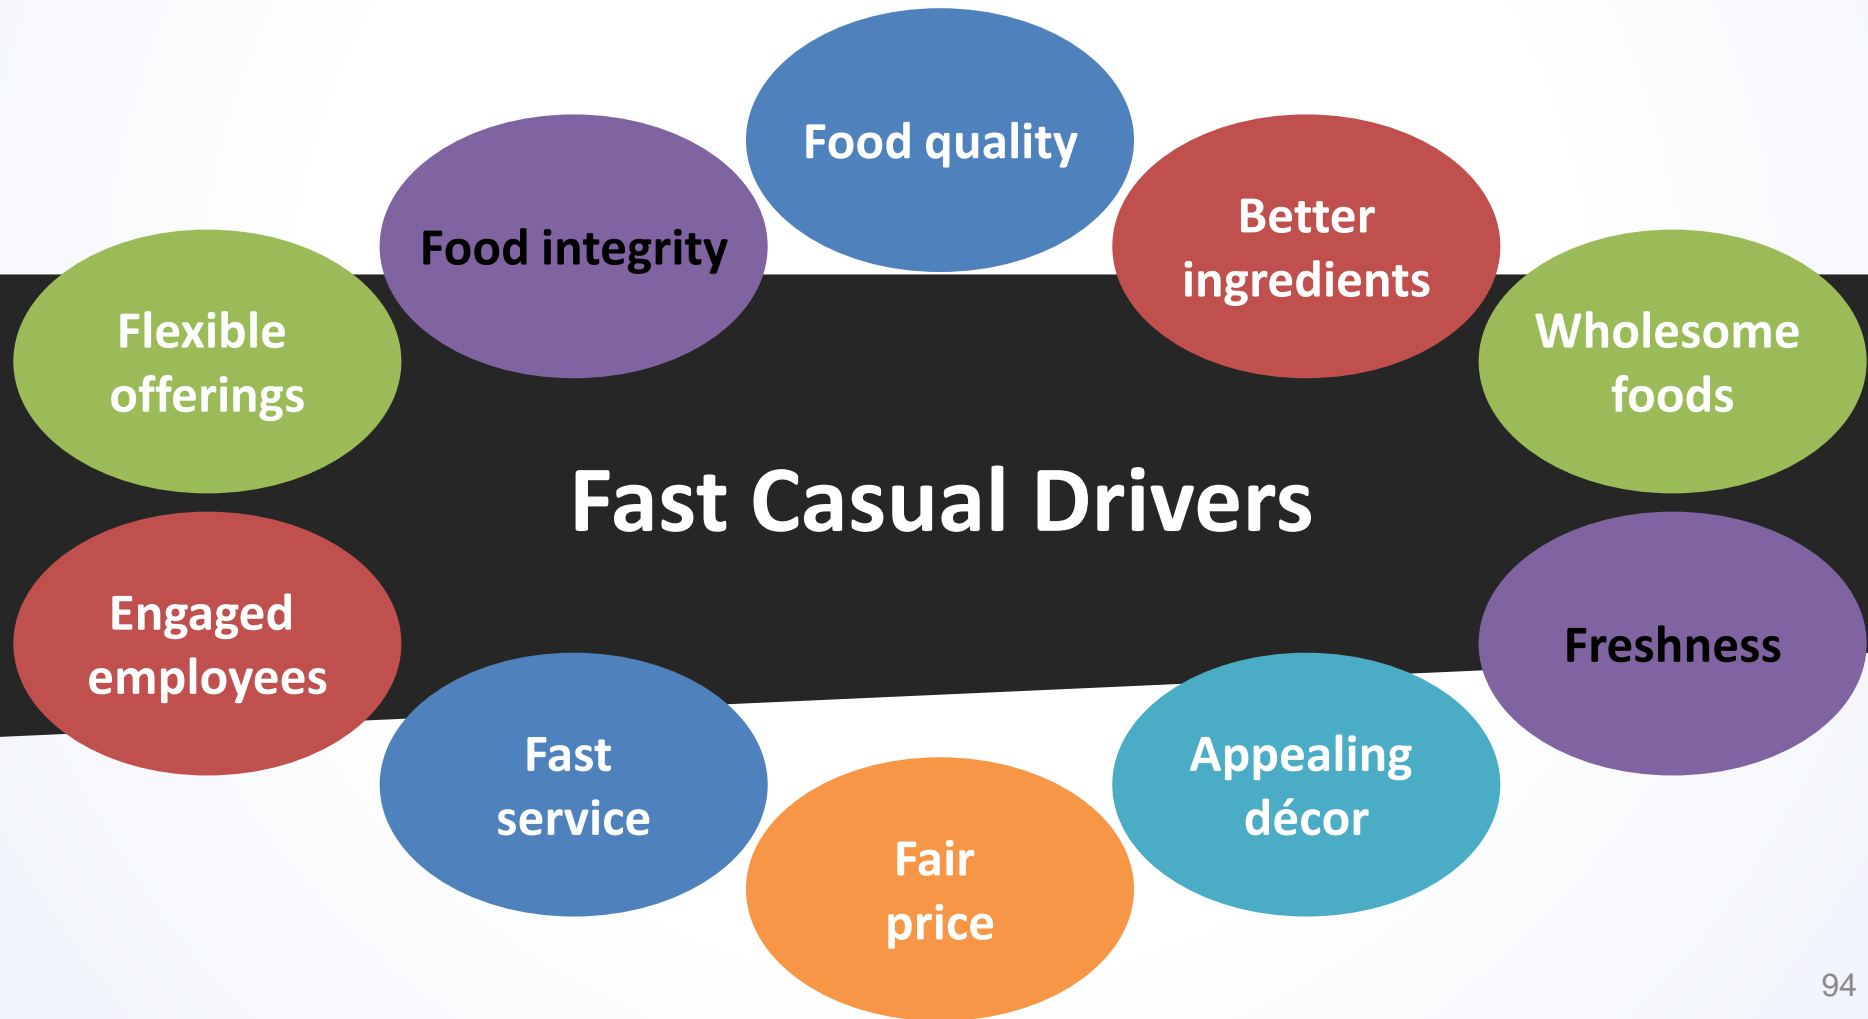 Food quality
Food integrity
Better
ingredients
Flexible
offerings
Wholesome
foods
Fast Casual Drivers
Engaged
employees
Freshness
Fast
service
Appealing
décor
Fair
price
94